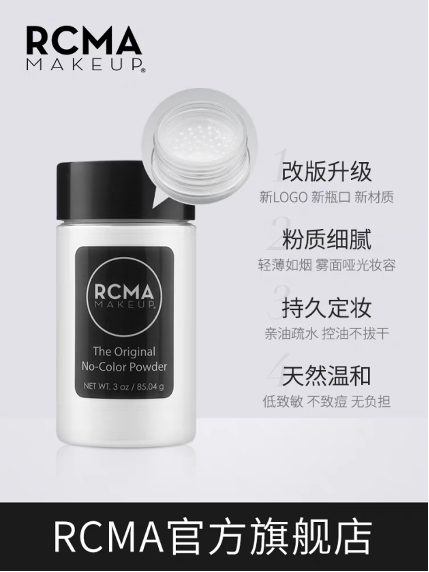 RCMA
MAKEUP®
RCMA
MAKEUP®
The Original
No-Color Powder
NET WT. 3 oz / 85.04 g
1
改版升级
新LOGO 新瓶口 新材质
2
粉质细腻
轻薄如烟 雾面哑光妆容
3
持久定妆
亲油疏水 控油不拔干
4
天然温和
低致敏 不致痘 无负担
RCMA官方旗舰店